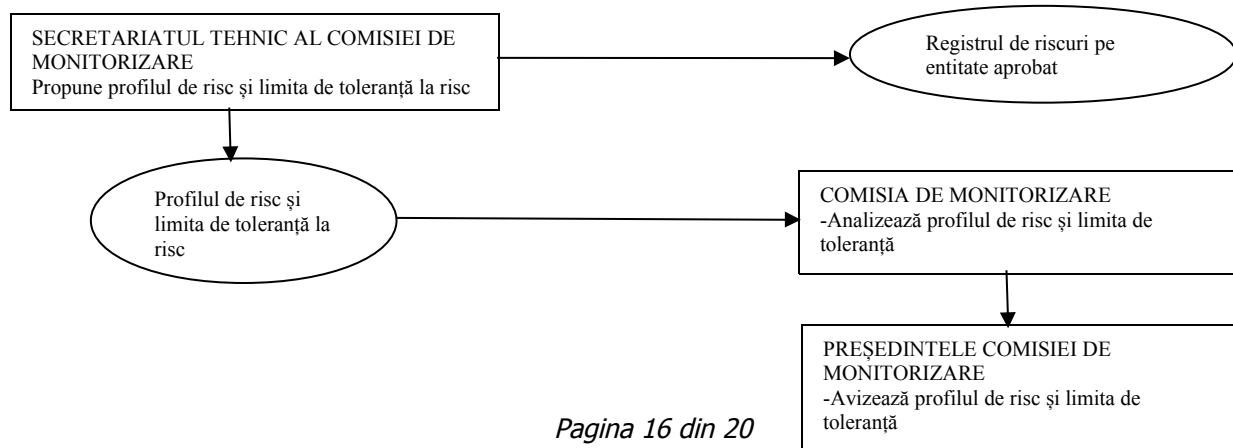 SECRETARIATUL TEHNIC AL COMISIEI DE
MONITORIZARE
Propune profilul de risc și limita de toleranță la risc
Registrul de riscuri pe
entitate aprobat
Profilul de risc și
limita de toleranță la
risc
COMISIA DE MONITORIZARE
-Analizează profilul de risc și limita de
toleranță
PREȘEDINTELE COMISIEI DE
MONITORIZARE
-Avizează profilul de risc și limita de
toleranță
Pagina 16 din 20